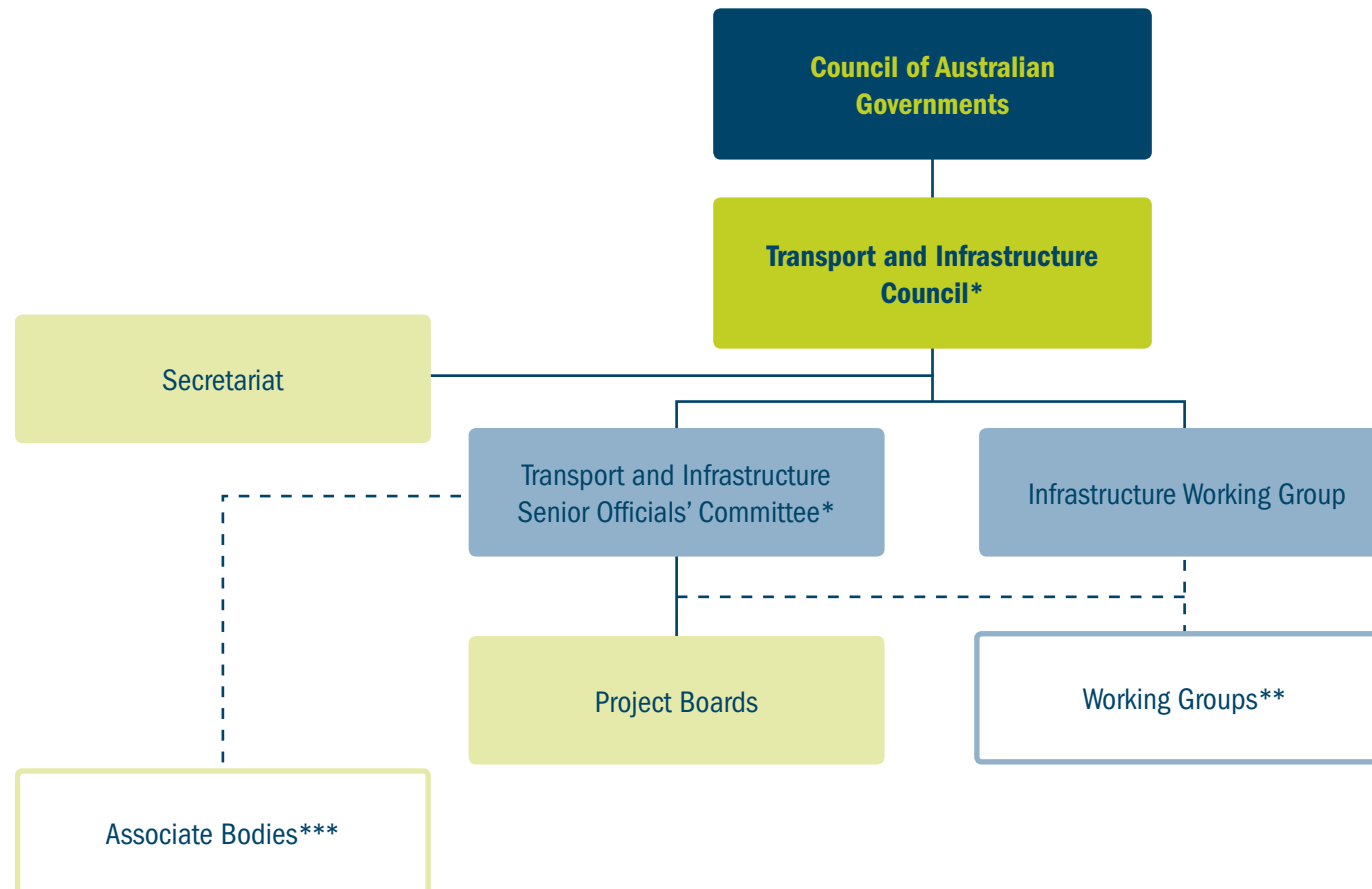 Council of Australian
Governments
Transport and Infrastructure
Council*
Secretariat
Transport and Infrastructure
Senior Officials’ Committee*
Infrastructure Working Group
Project Boards
Working Groups**
Associate Bodies***